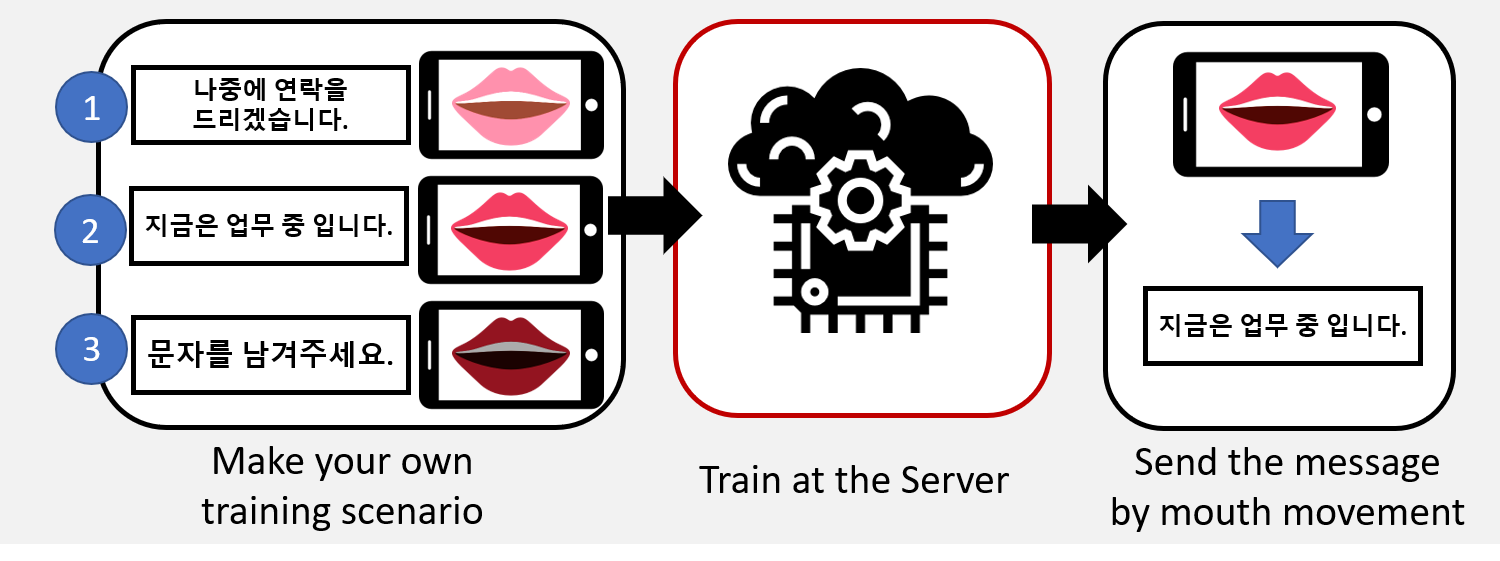 1
나중에 연락을
드리겠습니다.
2
지금은 업무 중 입니다.
3
문자를 남겨주세요.
Make your own
training scenario
Train at the Server
지금은 업무 중 입니다.
Send the message
by mouth movement